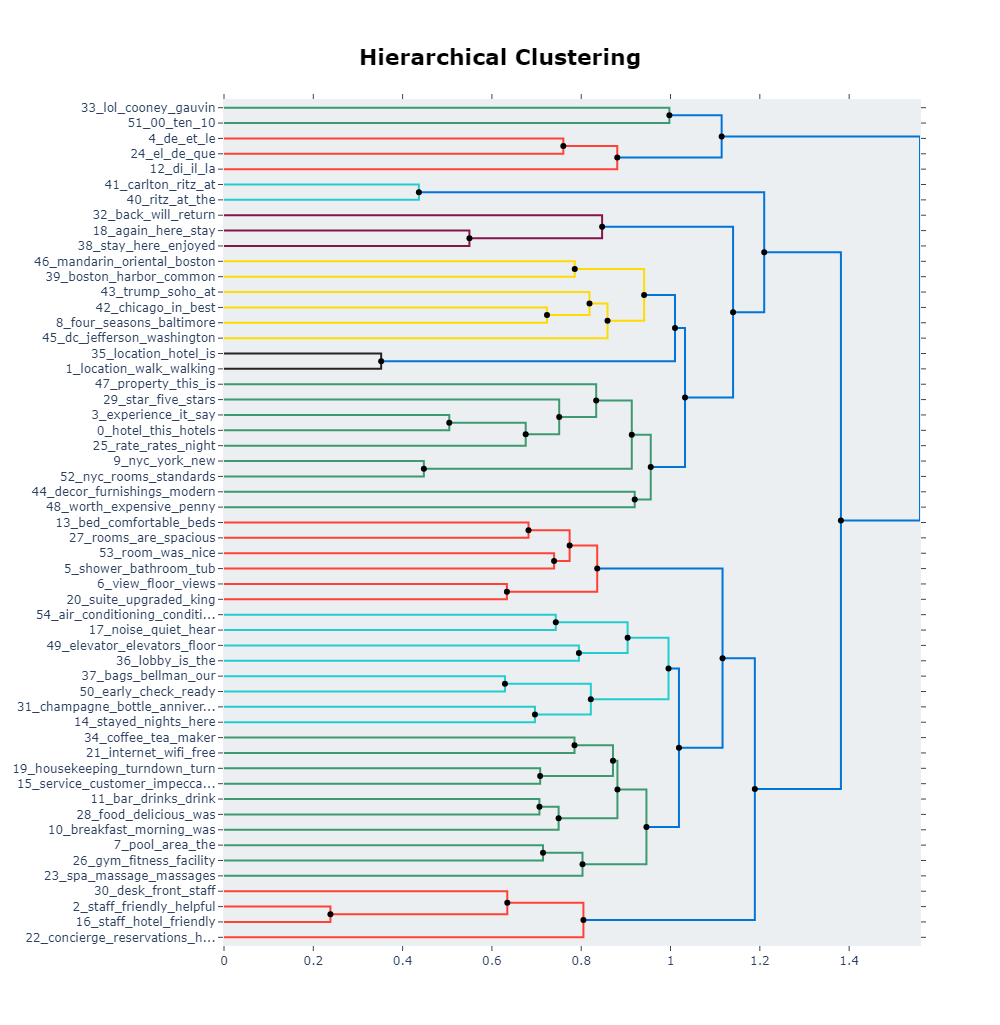 Hierarchical Clustering
33_lol_cooney_gauvin
51_00_ten_10
4_de_et_le
24_el_de_que
12_di_il_la
41_carlton_ritz_at
40_ritz_at_the
32_back_will_return
18_again_here_stay
38_stay_here_enjoyed
46_mandarin_oriental_boston
39_boston_harbor_common
43_trump_soho_at
42_chicago_in_best
8_four_seasons_baltimore
45_dc_jefferson_washington
35_location_hotel_is
1_location_walk_walking
47_property_this_is
29_star_five_stars
3_experience_it_say
0_hotel_this_hotels
25_rate_rates_night
9_nyc_york_new
52_nyc_rooms_standards
44_decor_furnishings_modern
48_worth_expensive_penny
13_bed_comfortable_beds
27_rooms_are_spacious
53_room_was_nice
5_shower_bathroom_tub
6_view_floor_views
20_suite_upgraded_king
54_air_conditioning_conditi...
17_noise_quiet_hear
49_elevator_elevators_floor
36_lobby_is_the
37_bags_bellman_our
50_early_check_ready
31_champagne_bottle_anniver...
14_stayed_nights_here
34_coffee_tea_maker
21_internet_wifi_free
19_housekeeping_turndown_turn
15_service_customer_impecca...
11_bar_drinks_drink
28_food_delicious_was
10_breakfast_morning_was
7_pool_area_the
26_gym_fitness_facility
23_spa_massage_massages
30_desk_front_staff
2_staff_friendly_helpful
16_staff_hotel_friendly
22_concierge_reservations_h...
0 0.2 0.4 0.6 0.8 1 1.2 1.4